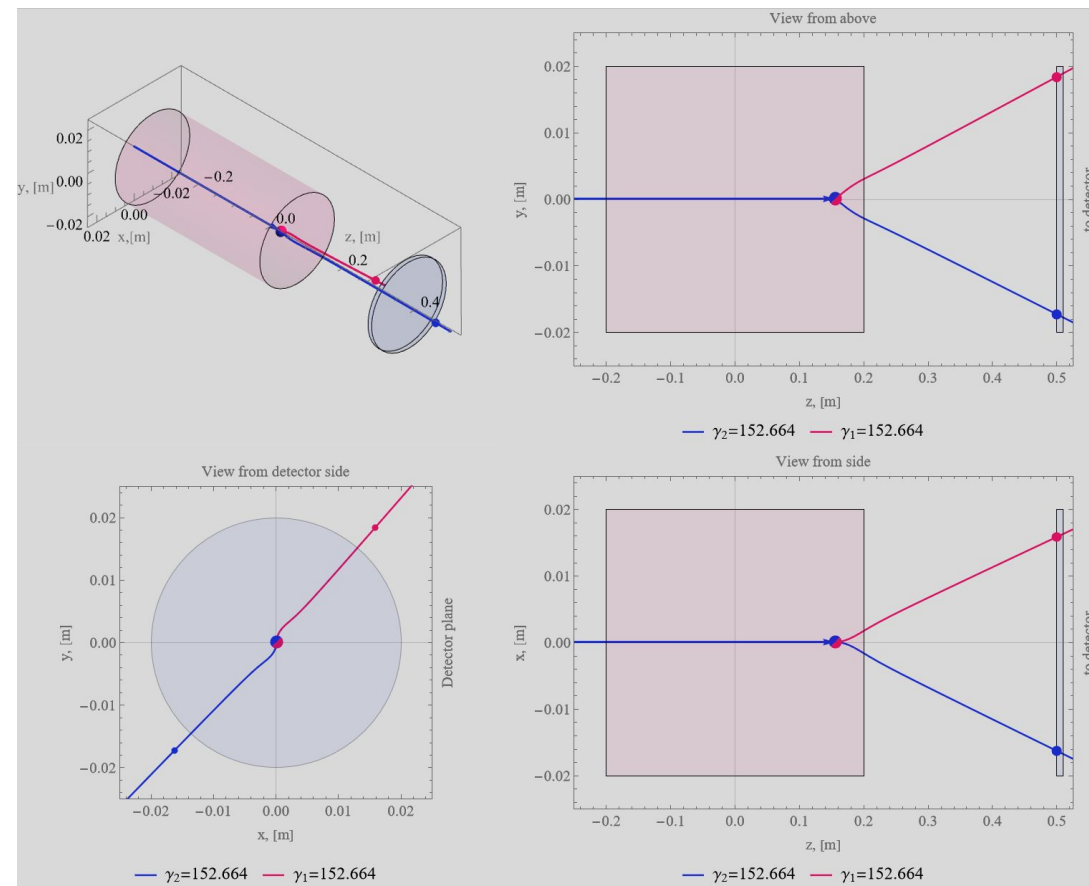 0.02
0.00
−0.02
y, [m]
0.02
0.00
−0.02
x,[m]
−0.2
0.0
0.2
0.4
z, [m]
View from above
0.02
0.01
0.00
−0.01
−0.02
y, [m]
−0.2 −0.1 0.0 0.1 0.2 0.3 0.4 0.5
z, [m]
to detector
γ₂=152.664 γ₁=152.664
View from detector side
0.02
0.01
0.00
−0.01
−0.02
y, [m]
−0.02 −0.01 0.00 0.01 0.02
x, [m]
Detector plane
γ₂=152.664 γ₁=152.664
View from side
0.02
0.01
0.00
−0.01
−0.02
x, [m]
−0.2 −0.1 0.0 0.1 0.2 0.3 0.4 0.5
z, [m]
to detector
γ₂=152.664 γ₁=152.664